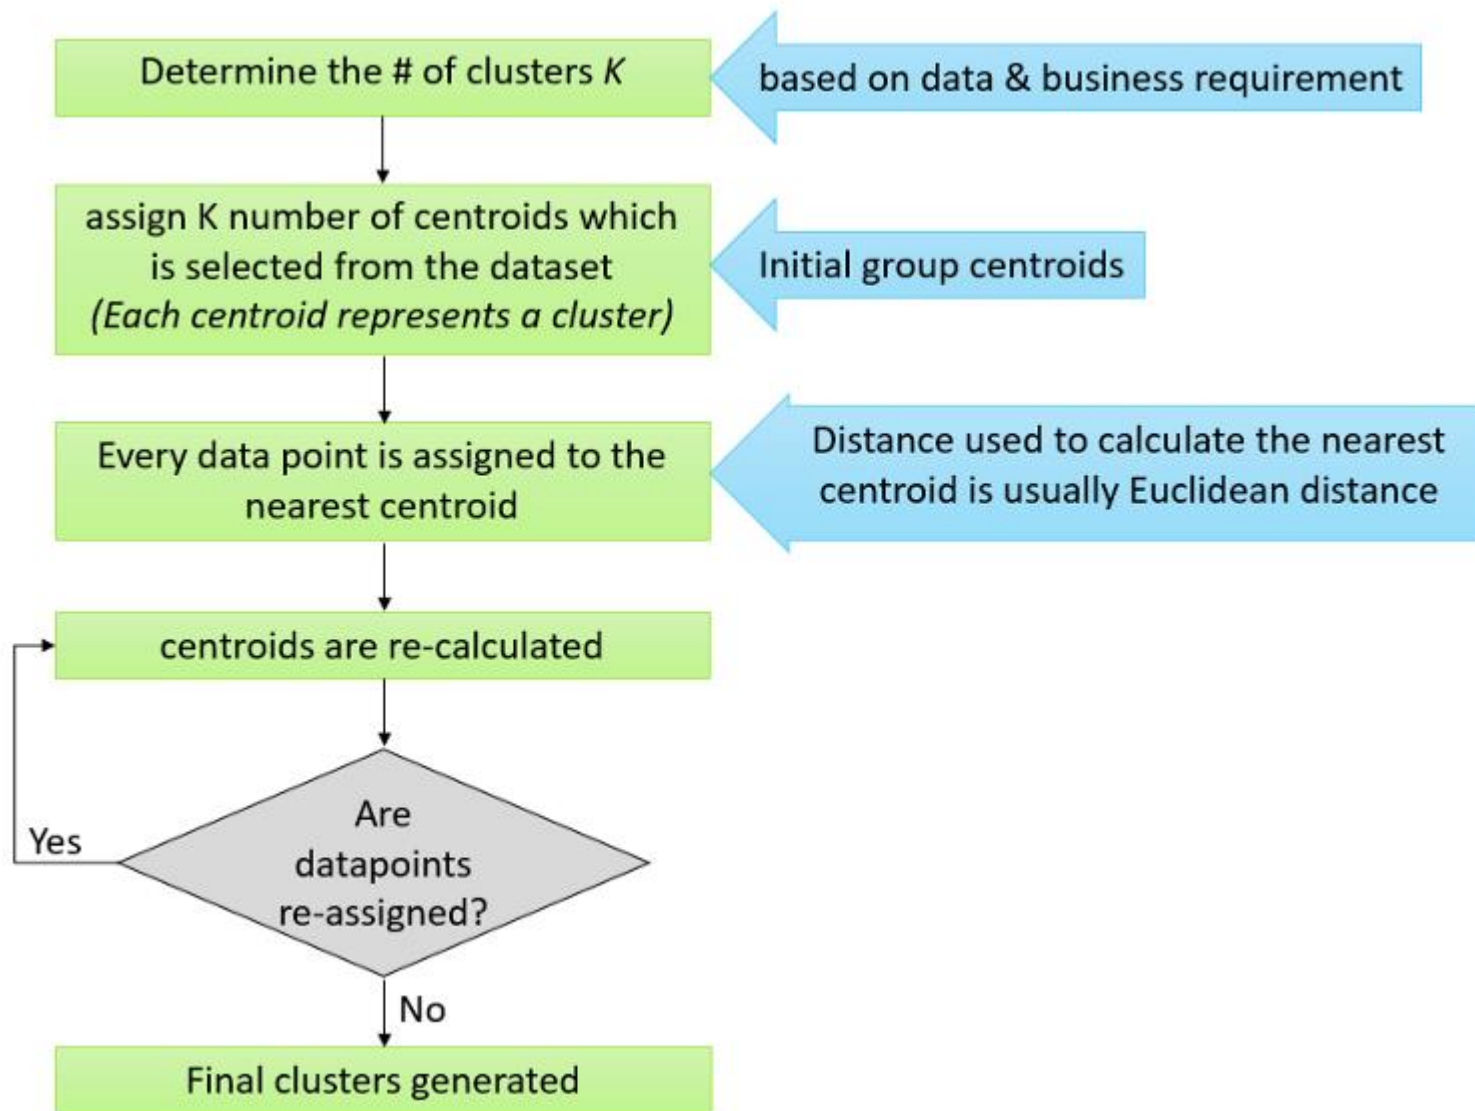 Determine the # of clusters K
based on data & business requirement
assign K number of centroids which
is selected from the dataset
(Each centroid represents a cluster)
Initial group centroids
Every data point is assigned to the
nearest centroid
Distance used to calculate the nearest
centroid is usually Euclidean distance
centroids are re-calculated
Are
datapoints
re-assigned?
Yes
No
Final clusters generated